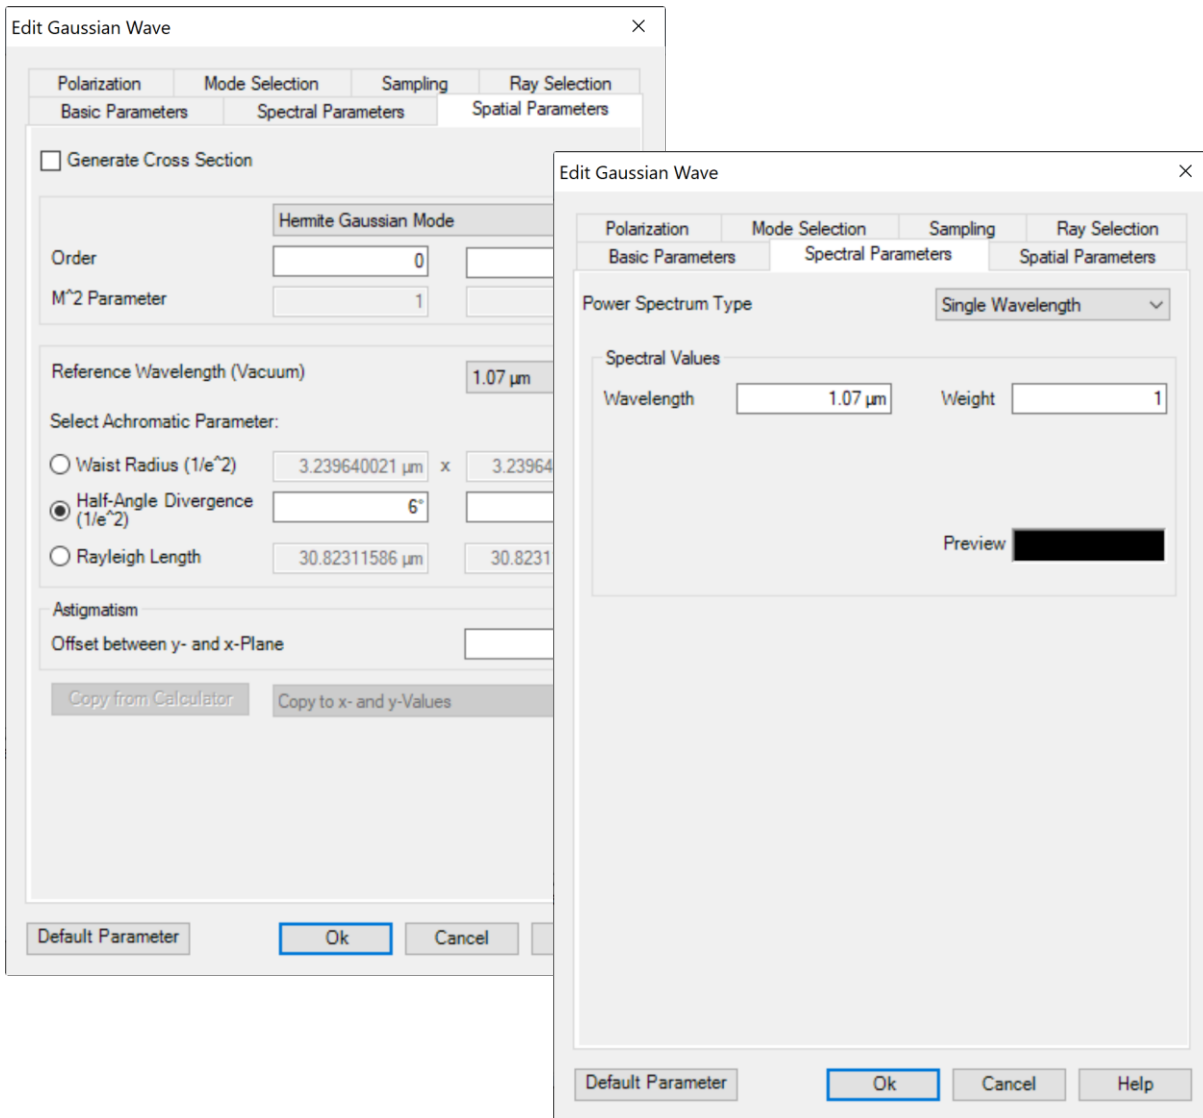 Edit Gaussian Wave
Polarization Mode Selection Sampling Ray Selection
Basic Parameters Spectral Parameters Spatial Parameters
Generate Cross Section
Hermite Gaussian Mode
Order 0
M^2 Parameter 1
Reference Wavelength (Vacuum) 1.07 µm
Select Achromatic Parameter:
Waist Radius (1/e^2) 3.239640021 µm x 3.23964
Half-Angle Divergence
(1/e^2) 6°
Rayleigh Length 30.82311586 µm 30.8231
Astigmatism
Offset between y- and x-Plane
Copy from Calculator Copy to x- and y-Values
Default Parameter Ok Cancel
Edit Gaussian Wave
Polarization Mode Selection Sampling Ray Selection
Basic Parameters Spectral Parameters Spatial Parameters
Power Spectrum Type Single Wavelength
Spectral Values
Wavelength 1.07 µm Weight 1
Preview
Default Parameter Ok Cancel Help